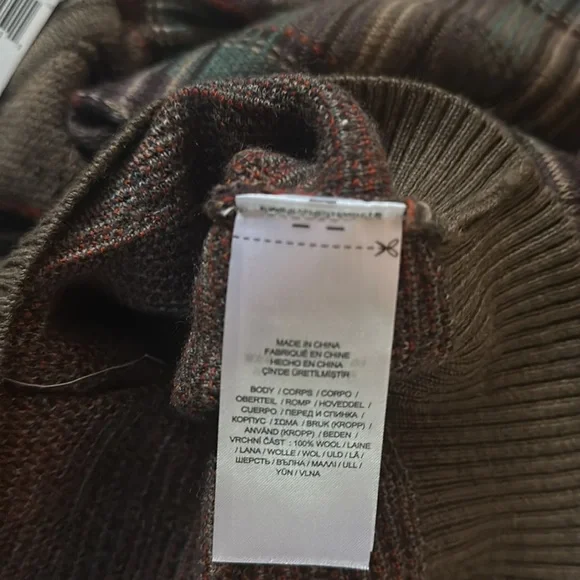 MADE IN CHINA
FABRIQUÉ EN CHINE
HECHO EN CHINA
ÇİN'DE ÜRETİLMİŞTİR
BODY / CORPS / CORPO /
OBERTEIL / ROMP / HOVEDDEL /
CUERPO / ПЕРЕД И СПИНКА /
КОРПУС / ΣΩΜΑ / BRUK (KROPP) /
ANVÄND (KROPP) / BEDEN /
VRCHNÍ ČÁST : 100% WOOL / LAINE
/ LANA / WOLLE / WOL / ULD / LÃ /
ШЕРСТЬ / ВЪЛНА / ΜΑΛΛΙ / ULL /
YÜN / VLNA